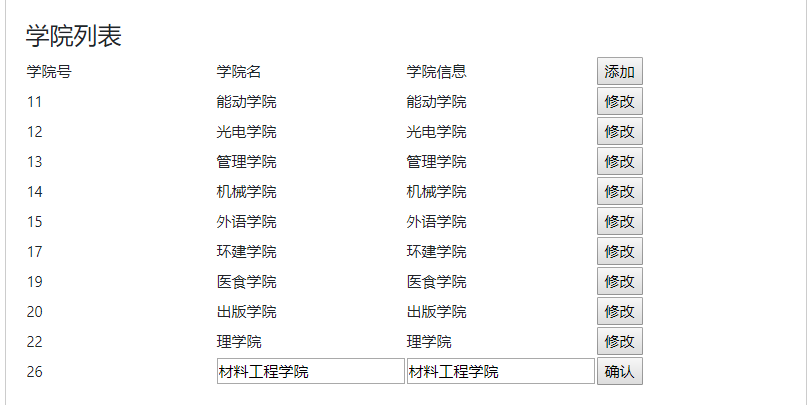 学院列表
学院号 学院名 学院信息 添加
11 能动学院 能动学院 修改
12 光电学院 光电学院 修改
13 管理学院 管理学院 修改
14 机械学院 机械学院 修改
15 外语学院 外语学院 修改
17 环建学院 环建学院 修改
19 医食学院 医食学院 修改
20 出版学院 出版学院 修改
22 理学院 理学院 修改
26 材料工程学院 材料工程学院 确认